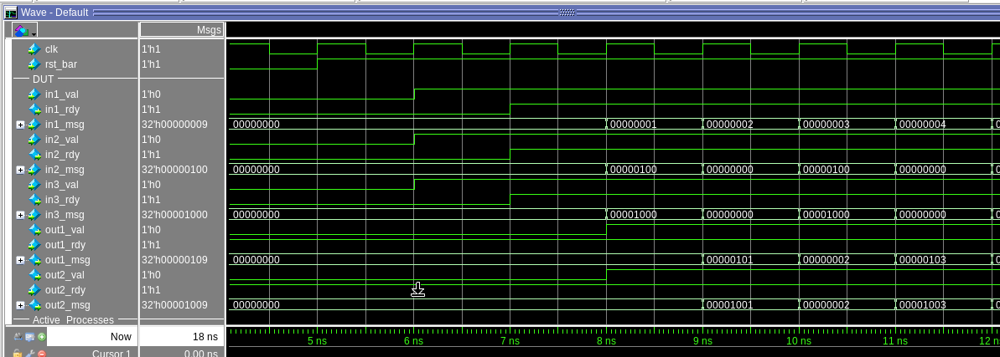 Wave - Default
Msgs
clk 1'h1
rst_bar 1'h1
DUT
in1_val 1'h0
in1_rdy 1'h1
in1_msg 32'h00000009 00000000 00000001 00000002 00000003 00000004 0
in2_val 1'h0
in2_rdy 1'h1
in2_msg 32'h00000100 00000000 00000100 00000000 00000100 00000000 0
in3_val 1'h0
in3_rdy 1'h1
in3_msg 32'h00001000 00000000 00001000 00000000 00001000 00000000 0
out1_val 1'h0
out1_rdy 1'h1
out1_msg 32'h00000109 00000000 00000101 00000002 00000103 0
out2_val 1'h0
out2_rdy 1'h1
out2_msg 32'h00001009 00000000 00001001 00000002 00001003 0
Active Processes
Now 18 ns 5 ns 6 ns 7 ns 8 ns 9 ns 10 ns 11 ns 12 n
Cursor 1 0.00 ns